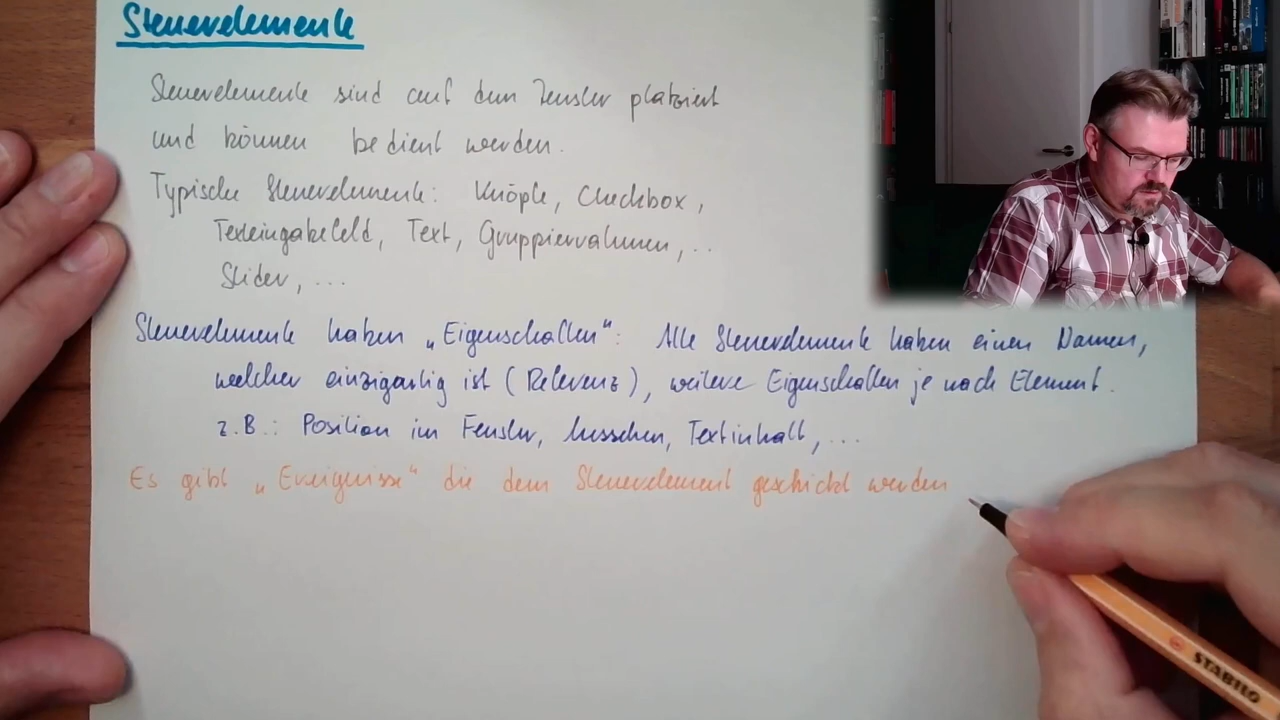 Steuerelemente
Steuerelemente sind auf dem Fenster platziert
und können bedient werden.
Typische Steuerelemente: Knöpfe, Checkbox,
Texteingabefeld, Text, Gruppierrahmen, ..
Slider, ...
Steuerelemente haben „Eigenschaften“: Alle Steuerelemente haben einen Namen,
welcher einzigartig ist (Referenz), weitere Eigenschaften je nach Element.
z.B.: Position im Fenster, Aussehen, Textinhalt, ...
Es gibt „Ereignisse“ die dem Steuerelement geschickt werden
STABILO